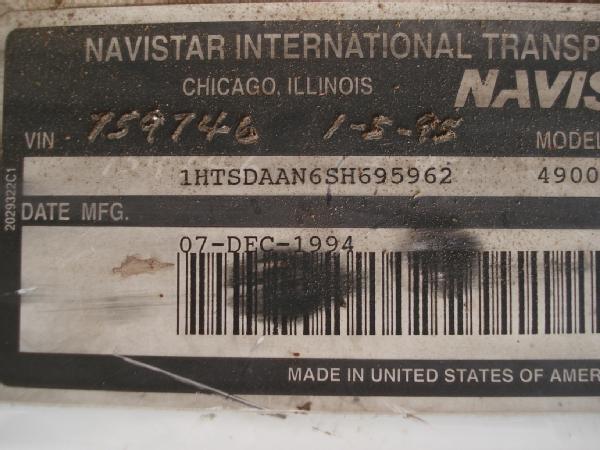 NAVISTAR INTERNATIONAL TRANSP
CHICAGO, ILLINOIS NAVIS
VIN 759746 1-5-95 MODEL
1HTSDAAN6SH695962 4900
2029322C1
DATE MFG.
07-DEC-1994
MADE IN UNITED STATES OF AMER